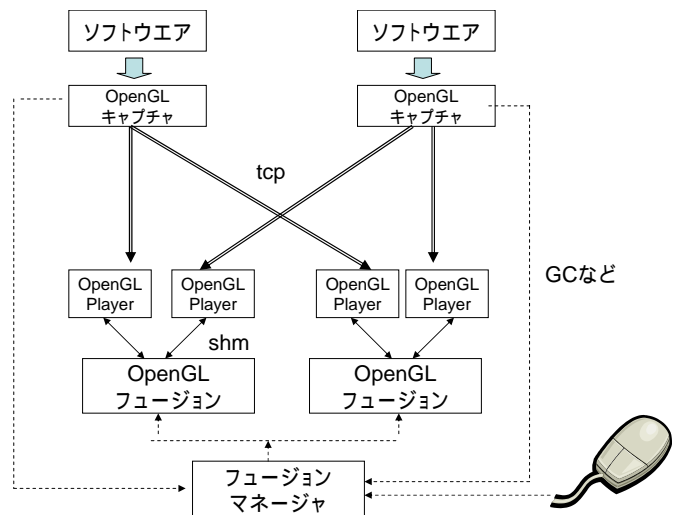 ソフトウエア
ソフトウエア
OpenGL
キャプチャ
OpenGL
キャプチャ
tcp
OpenGL
Player
OpenGL
Player
OpenGL
Player
OpenGL
Player
GCなど
shm
OpenGL
フュージョン
OpenGL
フュージョン
フュージョン
マネージャ